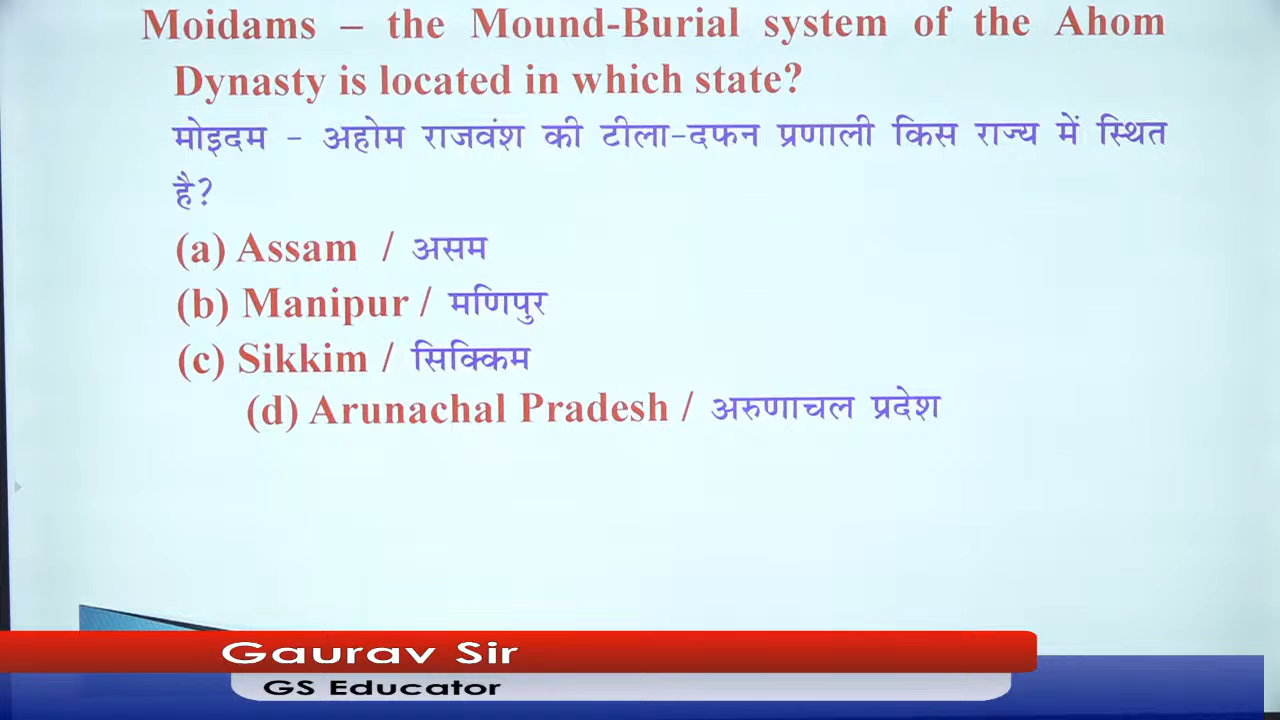 Moidams – the Mound-Burial system of the Ahom
Dynasty is located in which state?
मोइदम - अहोम राजवंश की टीला-दफन प्रणाली किस राज्य में स्थित
है?
(a) Assam / असम
(b) Manipur / मणिपुर
(c) Sikkim / सिक्किम
(d) Arunachal Pradesh / अरुणाचल प्रदेश
Gaurav Sir
GS Educator